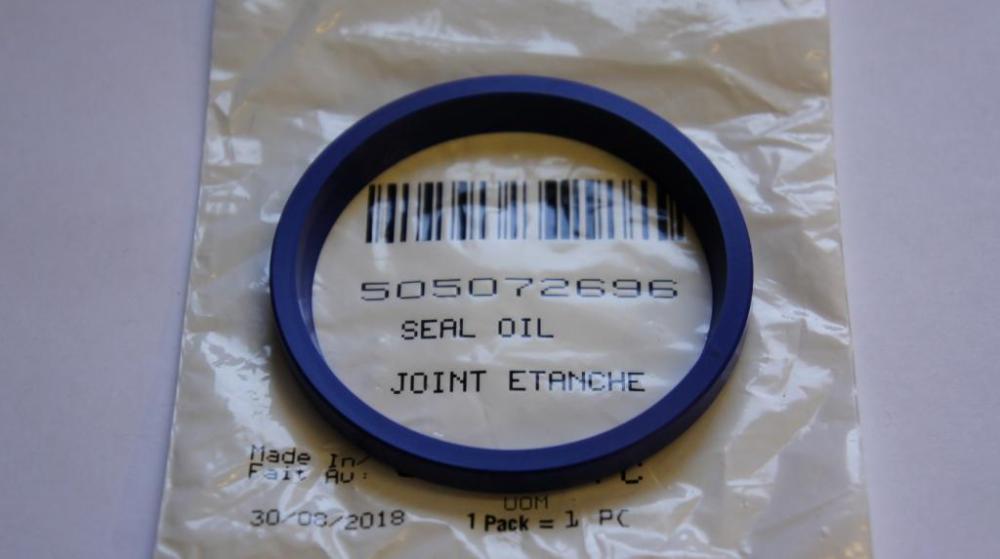 505072696
SEAL OIL
JOINT ETANCHE
Made In/
Fait Au:
UOM
30/08/2018
1 Pack = 1 PC